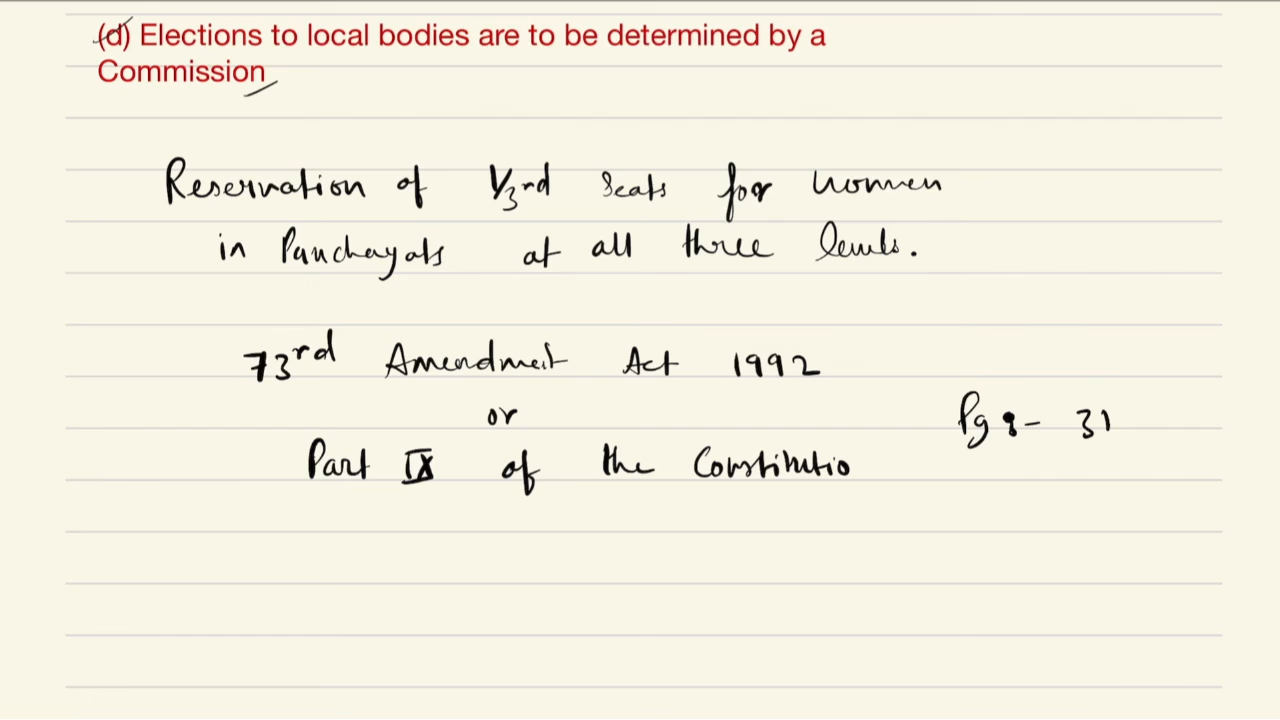 (d) Elections to local bodies are to be determined by a
Commission
Reservation of 1/3rd Seats for women
in Panchayats at all three levels.
73rd Amendment Act 1992
or
Pg :- 31
Part IX of the Constitutio